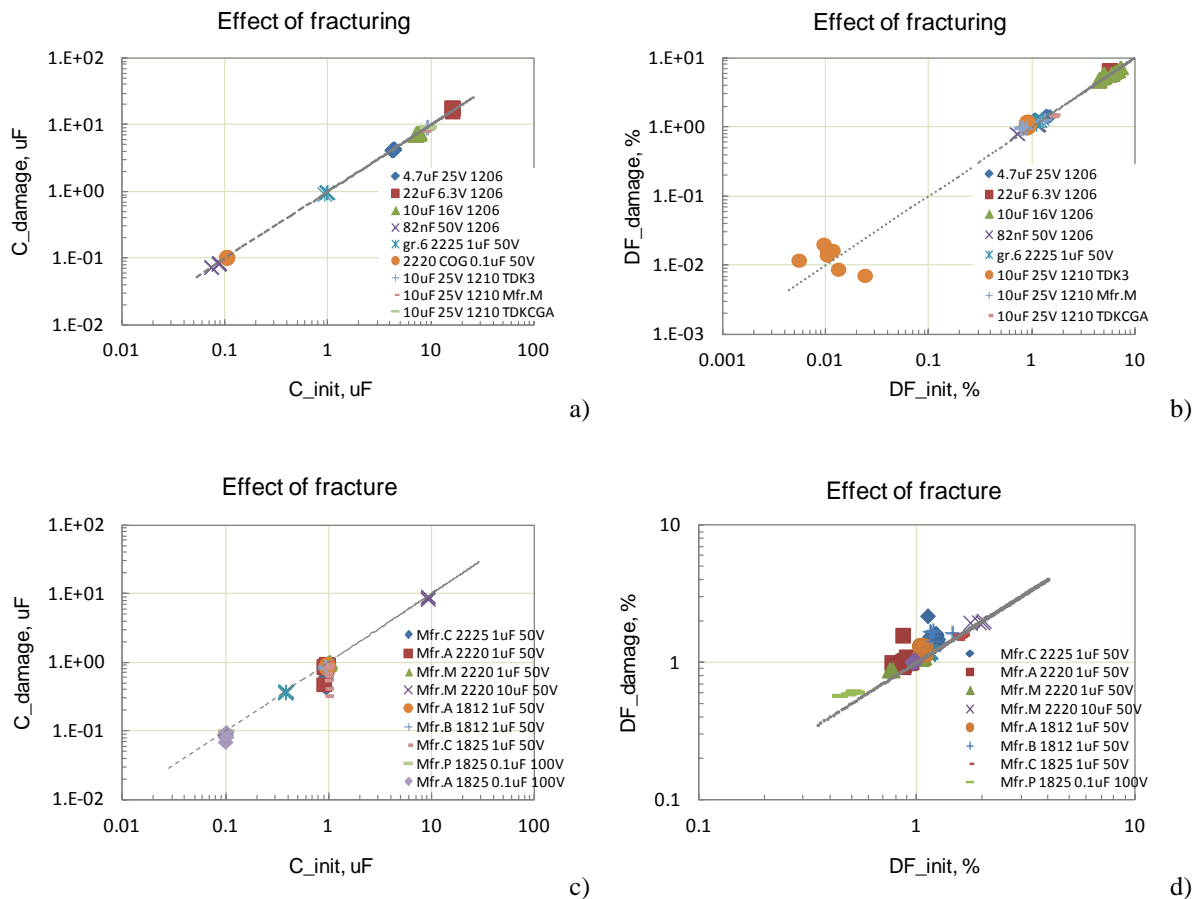 Effect of fracturing
1.E+02
1.E+01
1.E+00
1.E-01
1.E-02
C_damage, uF
0.01 0.1 1 10 100
C_init, uF
4.7uF 25V 1206
22uF 6.3V 1206
10uF 16V 1206
82nF 50V 1206
gr.6 2225 1uF 50V
2220 COG 0.1uF 50V
10uF 25V 1210 TDK3
10uF 25V 1210 Mfr.M
10uF 25V 1210 TDKCGA
a)
Effect of fracturing
1.E+01
1.E+00
1.E-01
1.E-02
1.E-03
DF_damage, %
0.001 0.01 0.1 1 10
DF_init, %
4.7uF 25V 1206
22uF 6.3V 1206
10uF 16V 1206
82nF 50V 1206
gr.6 2225 1uF 50V
10uF 25V 1210 TDK3
10uF 25V 1210 Mfr.M
10uF 25V 1210 TDKCGA
b)
Effect of fracture
1.E+02
1.E+01
1.E+00
1.E-01
1.E-02
C_damage, uF
0.01 0.1 1 10 100
C_init, uF
Mfr.C 2225 1uF 50V
Mfr.A 2220 1uF 50V
Mfr.M 2220 1uF 50V
Mfr.M 2220 10uF 50V
Mfr.A 1812 1uF 50V
Mfr.B 1812 1uF 50V
Mfr.C 1825 1uF 50V
Mfr.P 1825 0.1uF 100V
Mfr.A 1825 0.1uF 100V
c)
Effect of fracture
10
1
0.1
DF_damage, %
0.1 1 10
DF_init, %
Mfr.C 2225 1uF 50V
Mfr.A 2220 1uF 50V
Mfr.M 2220 1uF 50V
Mfr.M 2220 10uF 50V
Mfr.A 1812 1uF 50V
Mfr.B 1812 1uF 50V
Mfr.C 1825 1uF 50V
Mfr.P 1825 0.1uF 100V
d)